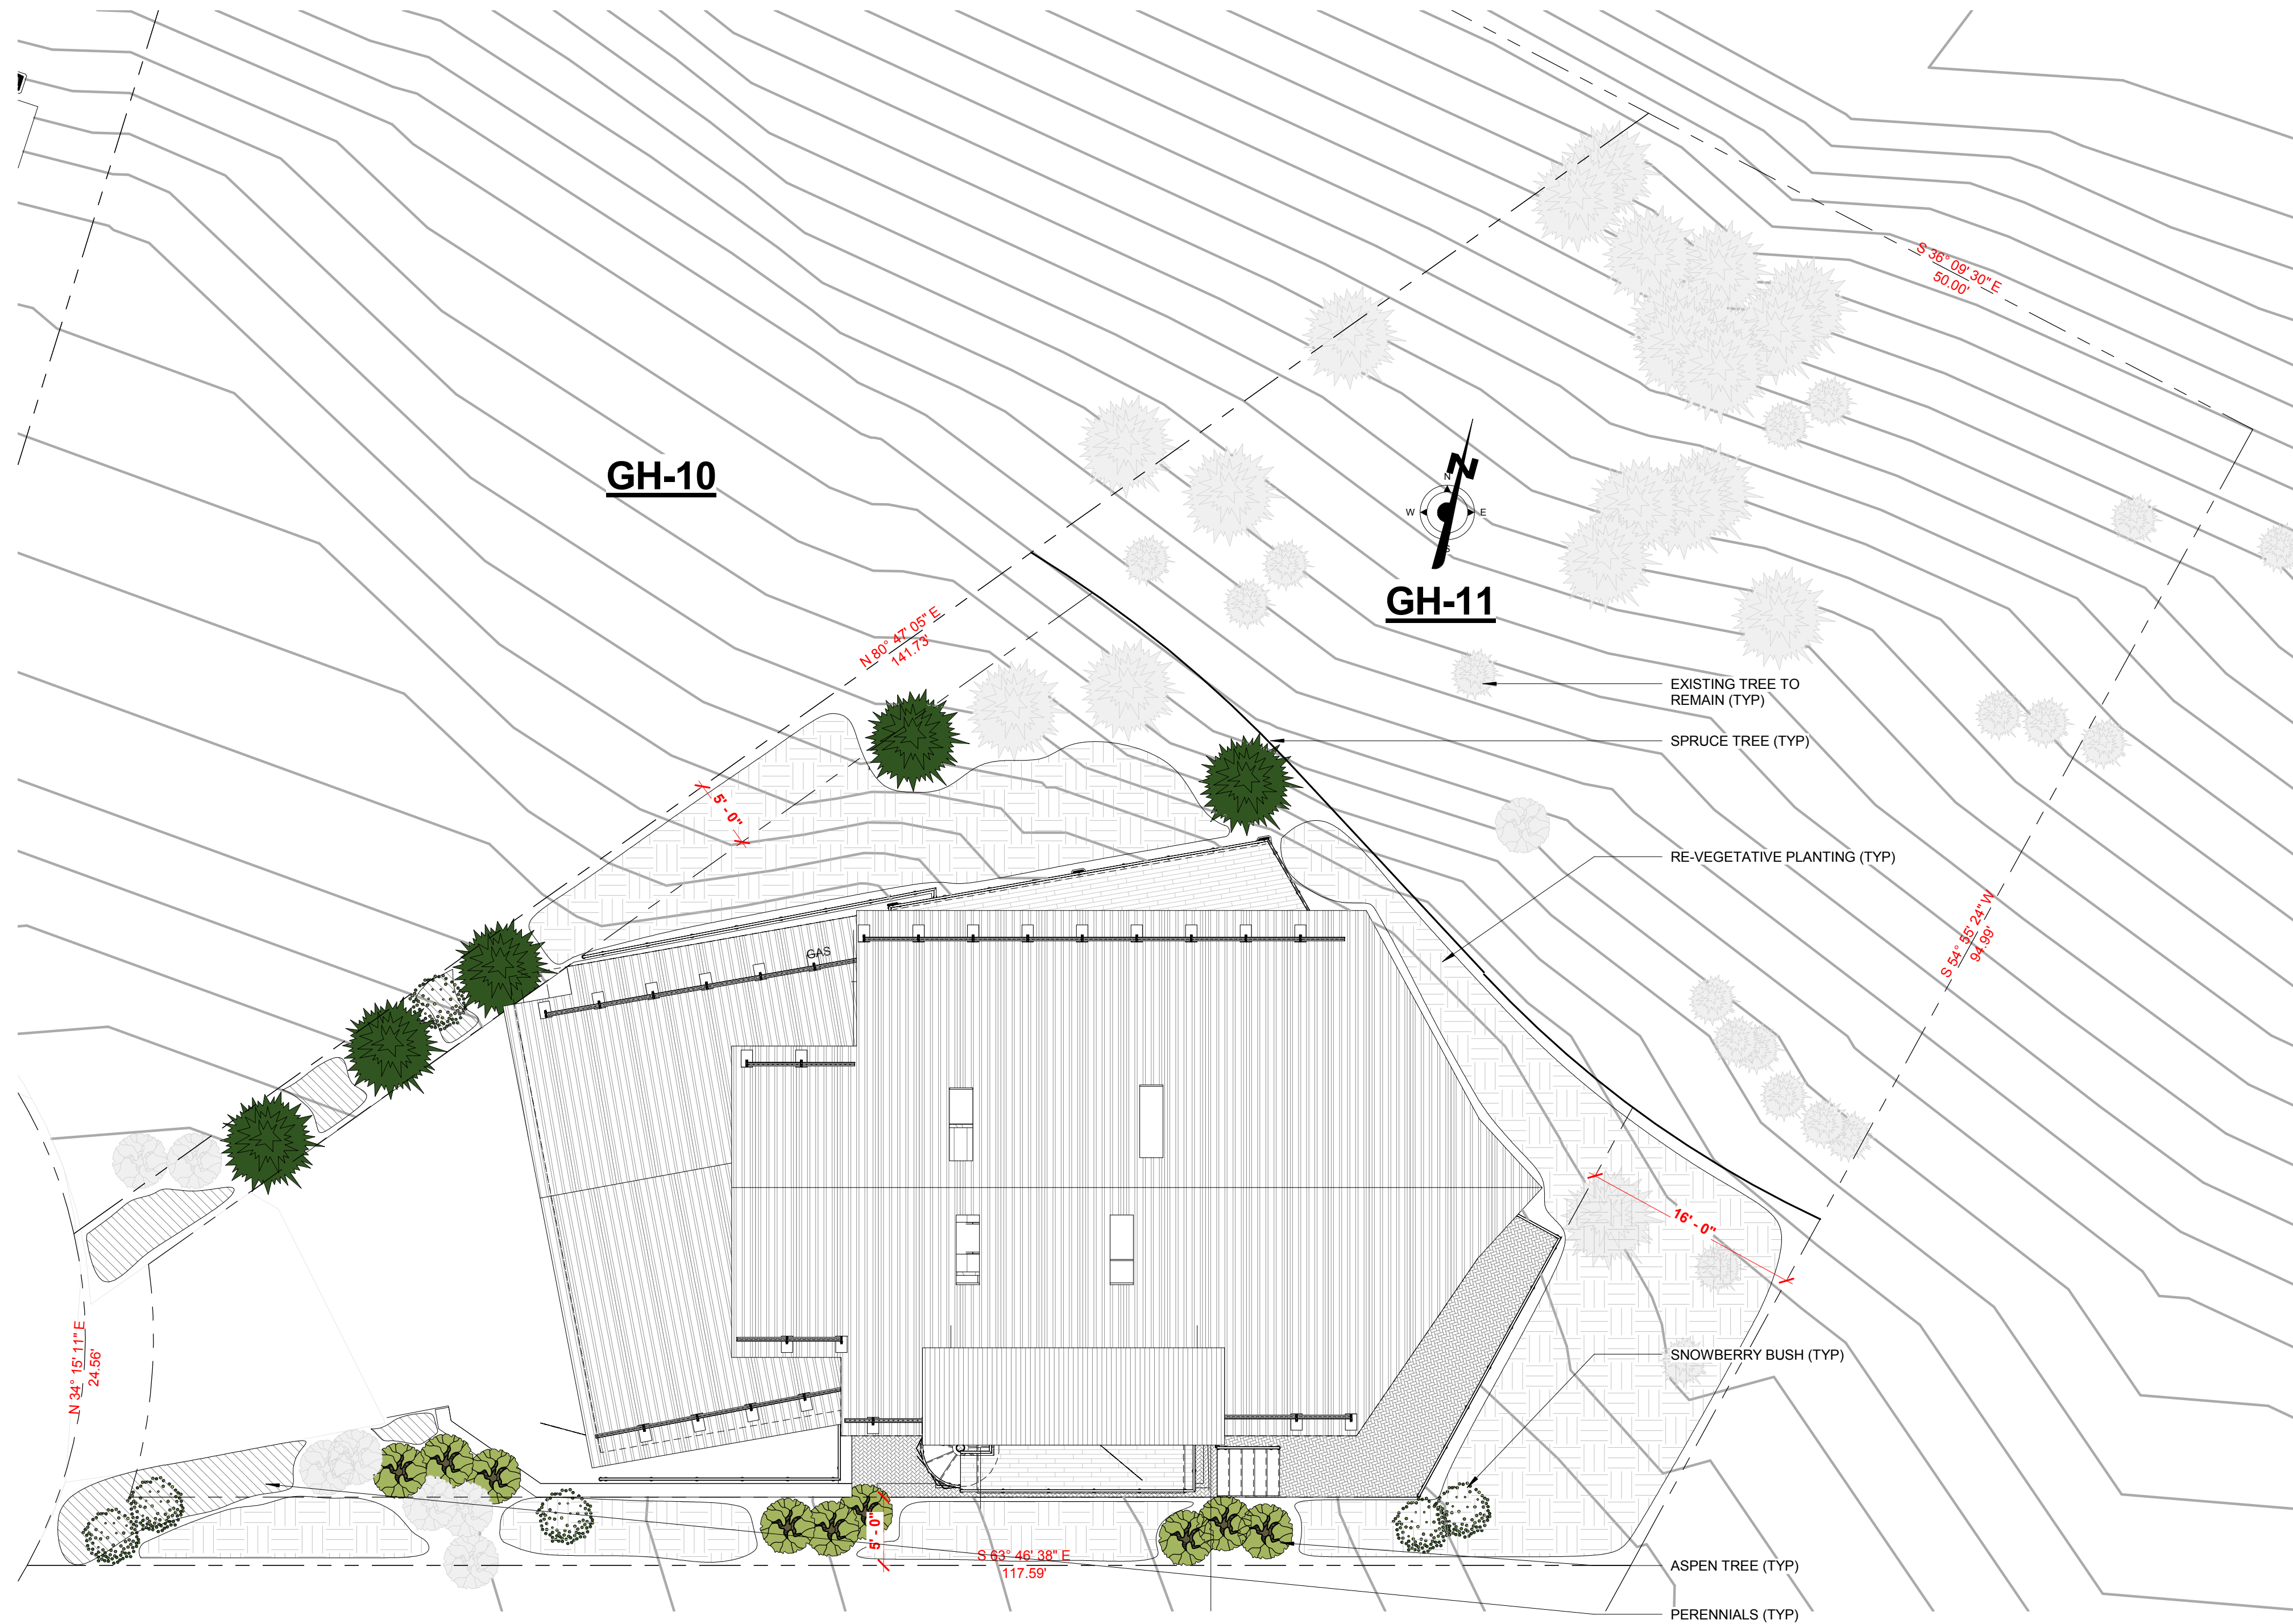 S 36° 09' 30" E
50.00'
GH-10
N
N
W
E
S
GH-11
N 80° 47' 05" E
141.73'
EXISTING TREE TO
REMAIN (TYP)
SPRUCE TREE (TYP)
5' - 0"
RE-VEGETATIVE PLANTING (TYP)
S 54° 55' 24" W
94.99'
GAS
16' - 0"
N 34° 15' 11" E
24.56'
SNOWBERRY BUSH (TYP)
5' - 0"
S 63° 46' 38" E
117.59'
ASPEN TREE (TYP)
PERENNIALS (TYP)